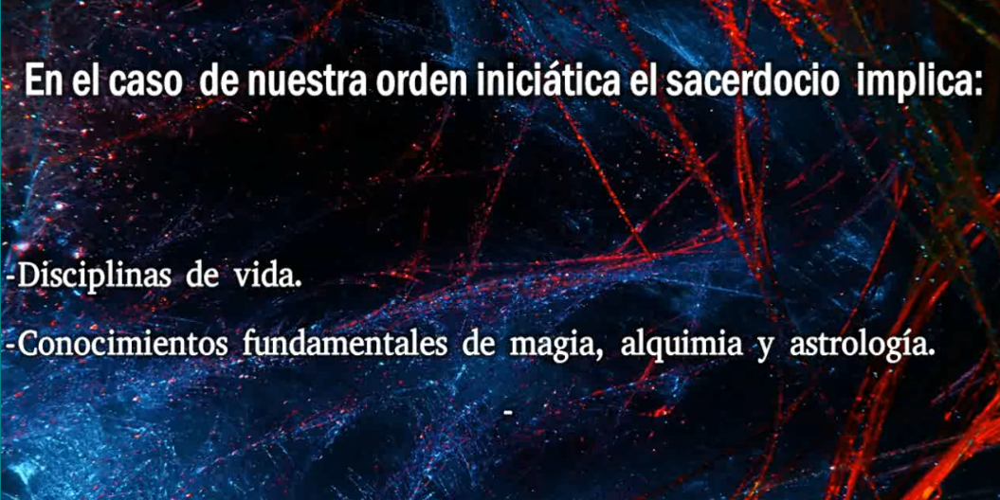 En el caso de nuestra orden iniciática el sacerdocio implica:
-Disciplinas de vida.
-Conocimientos fundamentales de magia, alquimia y astrología.
-